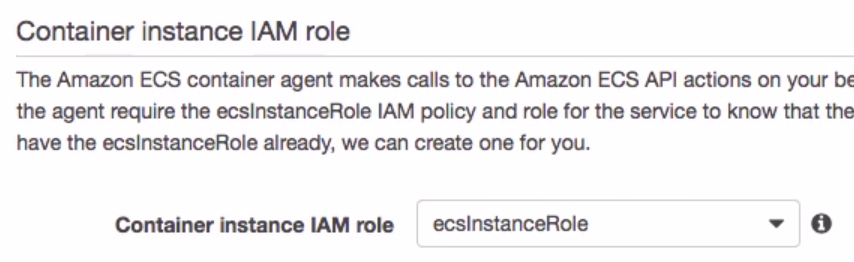 Container instance IAM role
The Amazon ECS container agent makes calls to the Amazon ECS API actions on your be
the agent require the ecsInstanceRole IAM policy and role for the service to know that the
have the ecsInstanceRole already, we can create one for you.
Container instance IAM role ecsInstanceRole